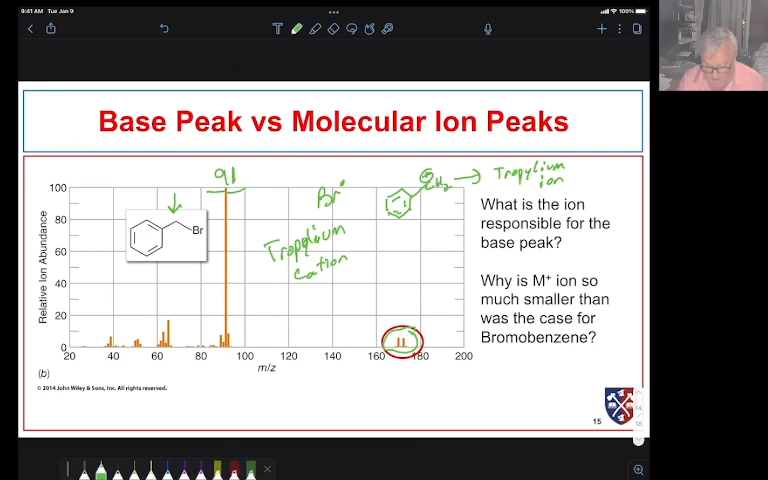 9:41 AM Tue Jan 9
100%
Base Peak vs Molecular Ion Peaks
91
Br•
CH₂ → Tropylium
ion
Tropylium
cation
Br
What is the ion
responsible for the
base peak?
Why is M⁺ ion so
much smaller than
was the case for
Bromobenzene?
Relative Ion Abundance
100
80
60
40
20
0
20 40 60 80 100 120 140 160 180 200
m/z
(b)
© 2014 John Wiley & Sons, Inc. All rights reserved.
15
14
16